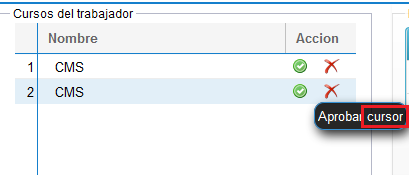 Cursos del trabajador
Nombre Accion
1 CMS
2 CMS
Aprobar cursor